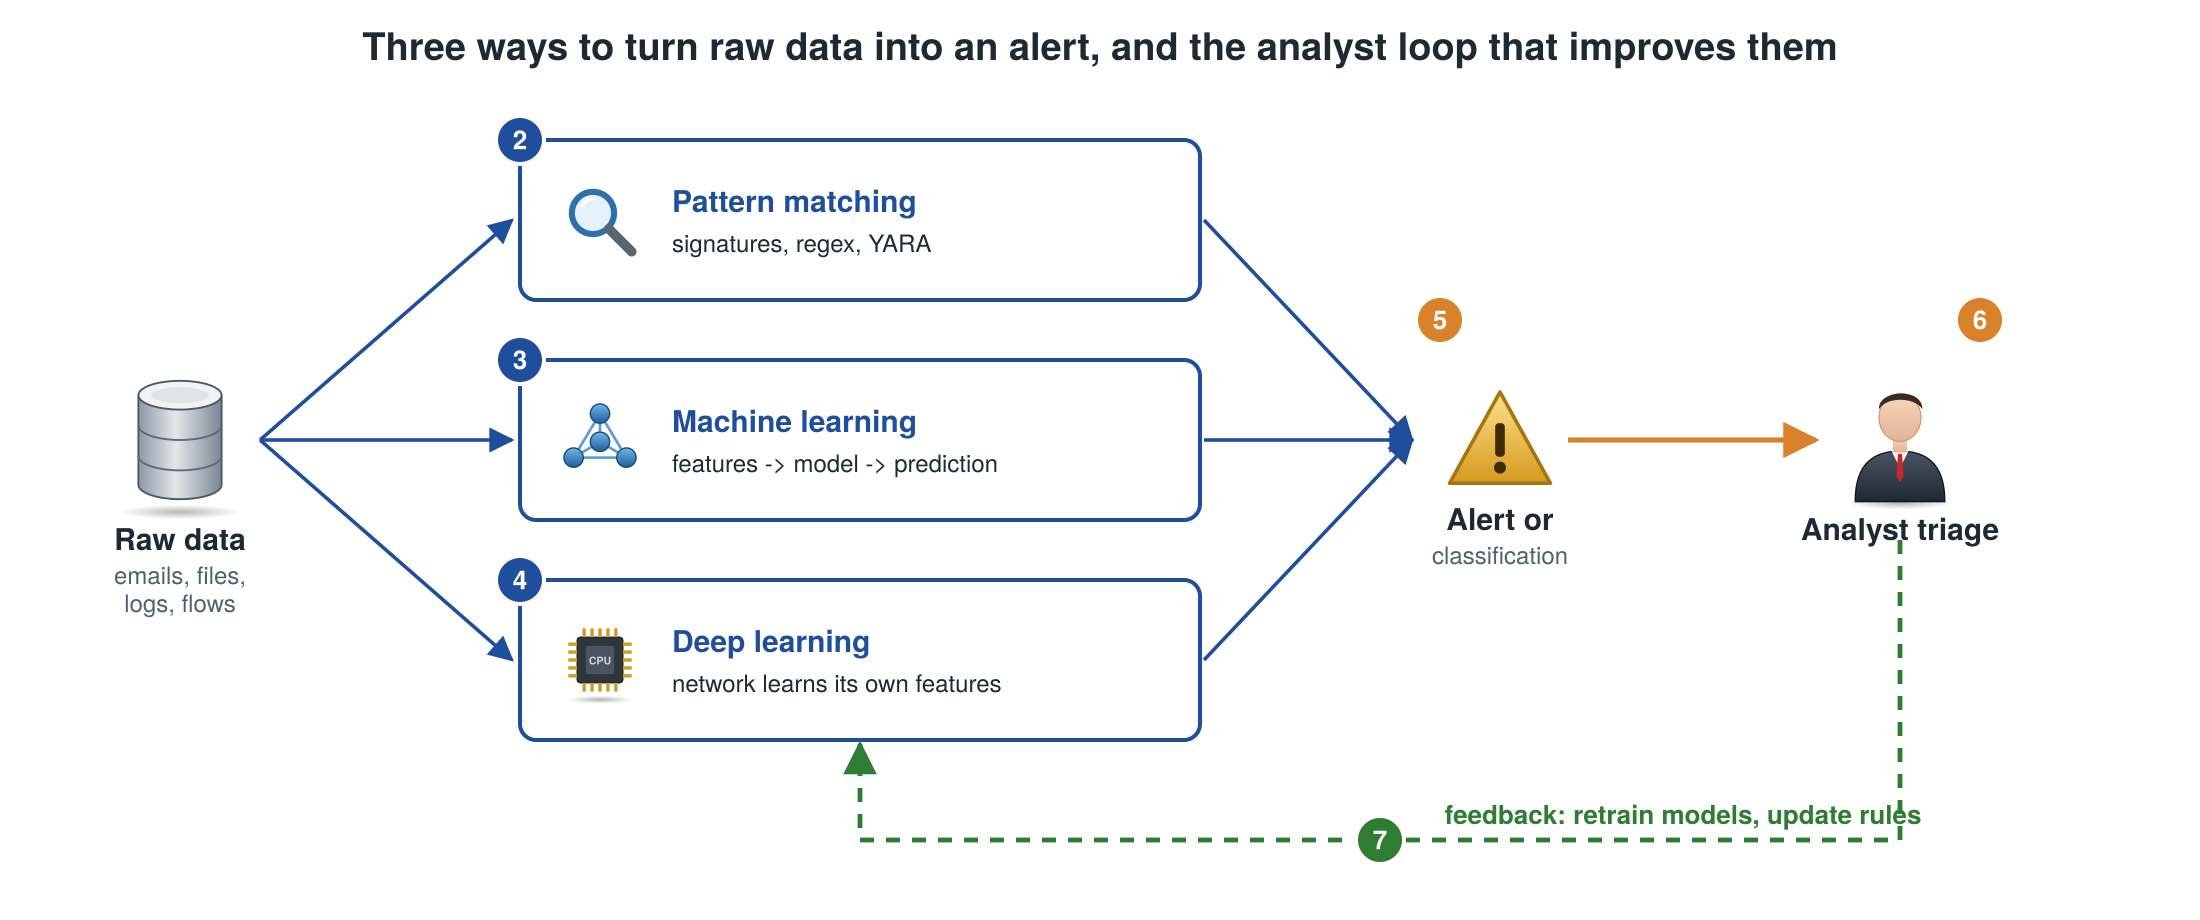 Three ways to turn raw data into an alert, and the analyst loop that improves them
2
Pattern matching
signatures, regex, YARA
3
Machine learning
features -> model -> prediction
4
CPU
Deep learning
network learns its own features
Raw data
emails, files,
logs, flows
5
Alert or
classification
6
Analyst triage
feedback: retrain models, update rules
7